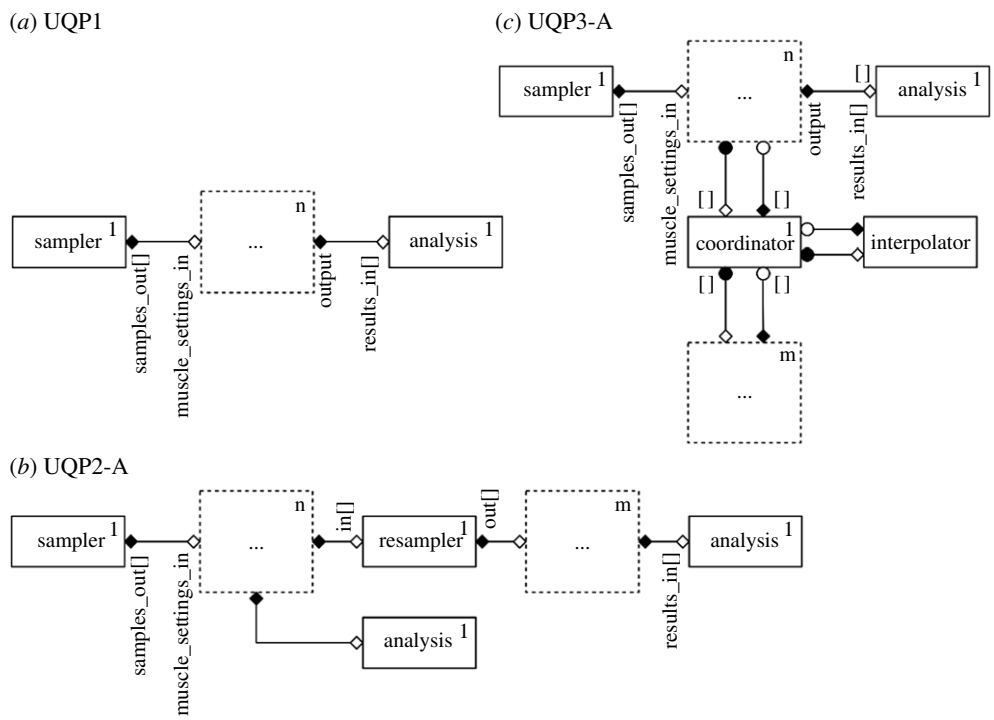 (a) UQP1
n
sampler 1
...
analysis 1
samples_out[]
muscle_settings_in
output
results_in[]
(c) UQP3-A
n
sampler 1
...
[]
analysis 1
samples_out[]
muscle_settings_in
output
results_in[]
[]
[]
coordinator 1
interpolator
[]
[]
m
...
(b) UQP2-A
n
sampler 1
...
in[]
resampler 1
out[]
m
...
analysis 1
samples_out[]
muscle_settings_in
results_in[]
analysis 1